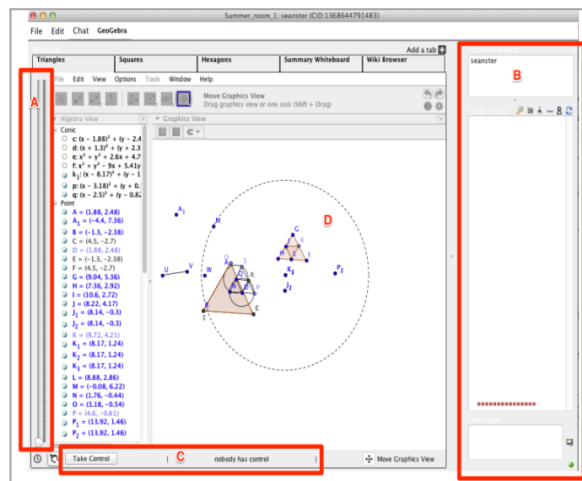 Summer_room_1: seanster (CID:1368644791483)
File Edit Chat GeoGebra
Add a tab
Triangles Squares Hexagons Summary Whiteboard Wiki Browser
File Edit View Options Tools Window Help
Move Graphics View
Drag graphics view or one axis (Shift + Drag)
Algebra View
Graphics View
Conic
c: (x - 1.88)² + (y - 2.4
d: (x + 1.3)² + (y + 2.3
e: x² + y² + 2.6x + 4.7
f: x² + y² - 9x + 5.41y
k₁: (x - 8.17)² + (y - 1
p: (x - 3.18)² + (y + 0.
q: (x - 2.5)² + (y - 0.82
Point
A = (1.88, 2.48)
A₁ = (-4.4, 7.36)
B = (-1.3, -2.38)
C = (4.5, -2.7)
D = (1.88, 2.48)
E = (-1.3, -2.38)
F = (4.5, -2.7)
G = (9.04, 5.36)
H = (7.36, 2.92)
I = (10.6, 2.72)
J = (8.22, 4.17)
J₁ = (8.14, -0.3)
J₂ = (8.14, -0.3)
K = (9.72, 4.21)
K₁ = (8.17, 1.24)
K₂ = (8.17, 1.24)
K₃ = (8.17, 1.24)
L = (8.88, 2.86)
M = (-0.08, 6.22)
N = (1.76, -0.44)
O = (3.18, -0.54)
P = (4.6, -0.61)
P₁ = (13.92, 1.46)
P₂ = (13.92, 1.46)
A₁
M
G
J K
H E I
K₃
J₂
P₂
U V
W
D S
A
Q R
N O P
E
E
A
B
C
D
seanster
Message
Take Control | nobody has control | Move Graphics View